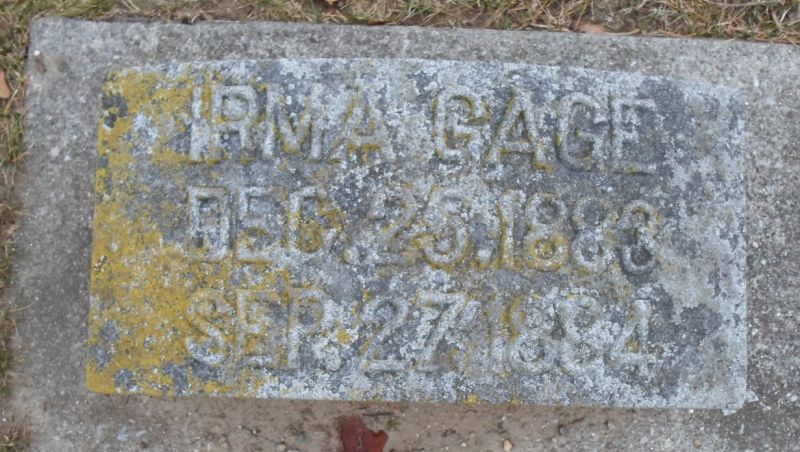 IRMA GAGE
DEC. 25. 1883
SEP. 27. 1884